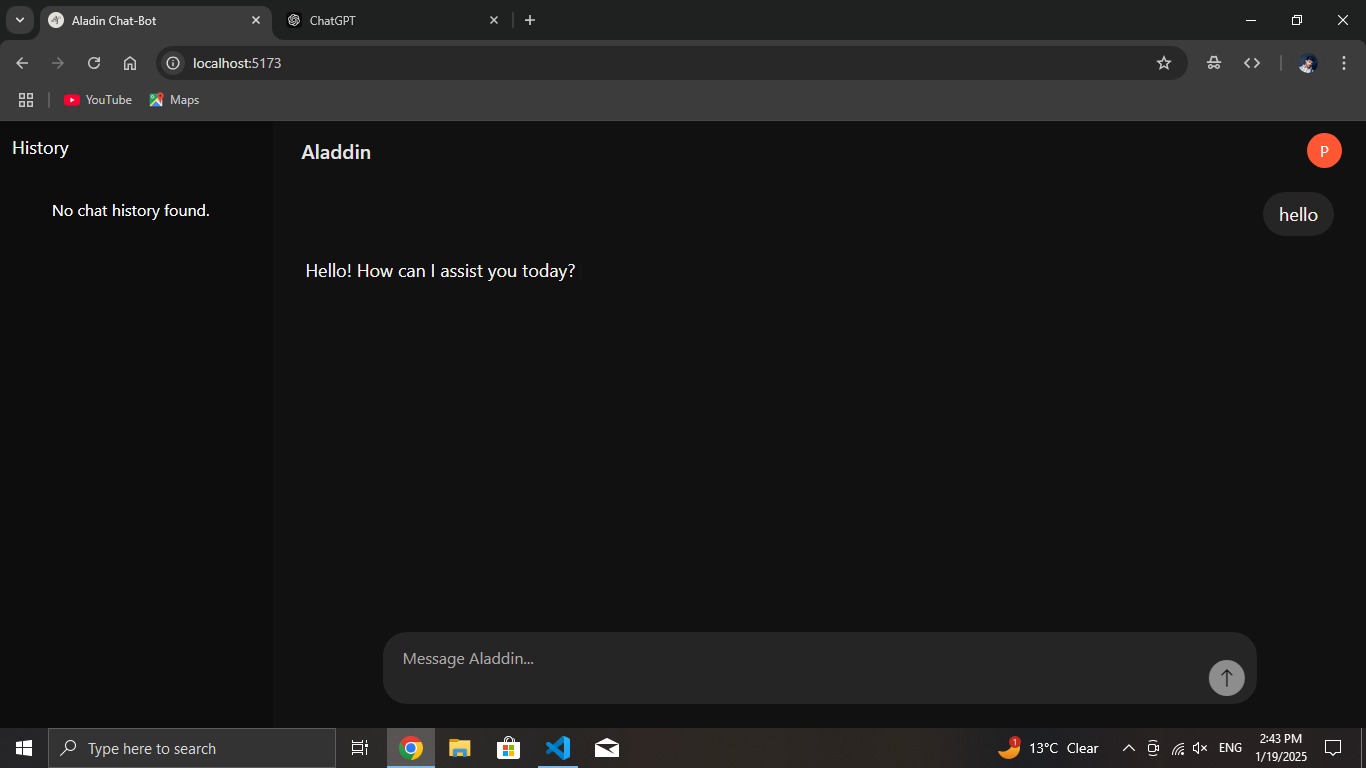 Aladin Chat-Bot
ChatGPT
localhost:5173
YouTube
Maps
History
Aladdin
P
No chat history found.
hello
Hello! How can I assist you today?
Message Aladdin...
Type here to search
1
13°C Clear
ENG
2:43 PM
1/19/2025